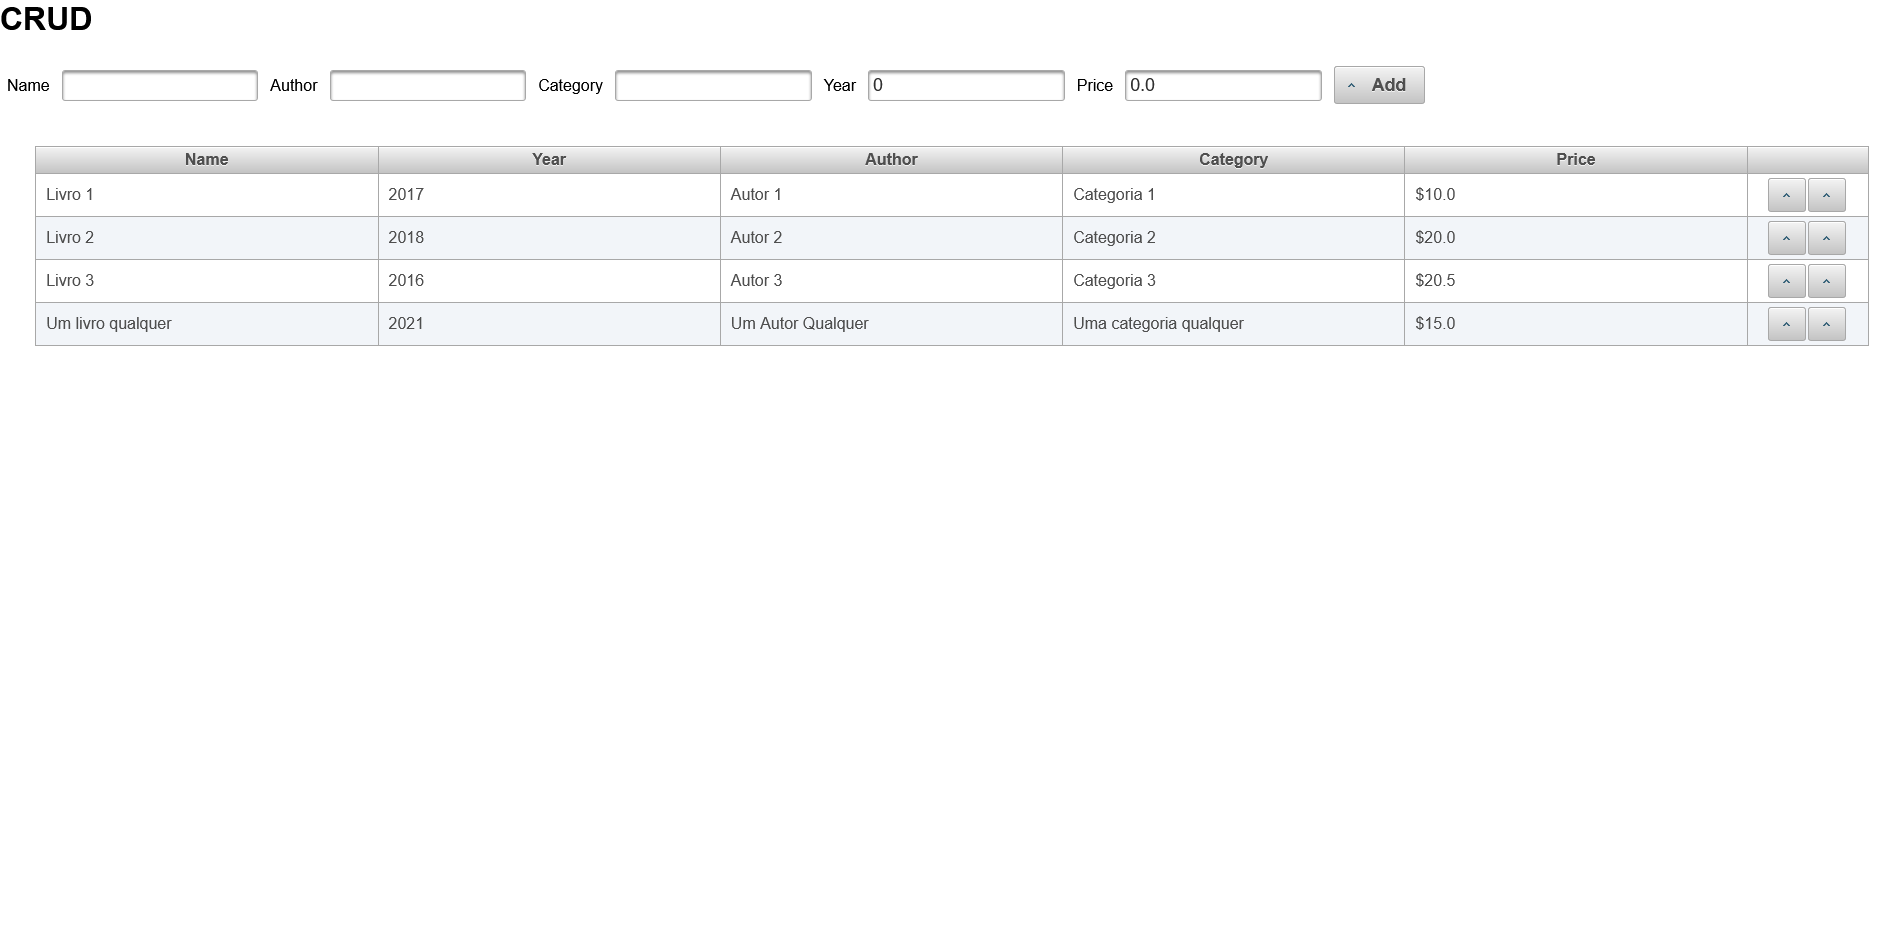 CRUD
Name Author Category Year 0 Price 0.0 Add
Name Year Author Category Price
Livro 1 2017 Autor 1 Categoria 1 $10.0
Livro 2 2018 Autor 2 Categoria 2 $20.0
Livro 3 2016 Autor 3 Categoria 3 $20.5
Um livro qualquer 2021 Um Autor Qualquer Uma categoria qualquer $15.0